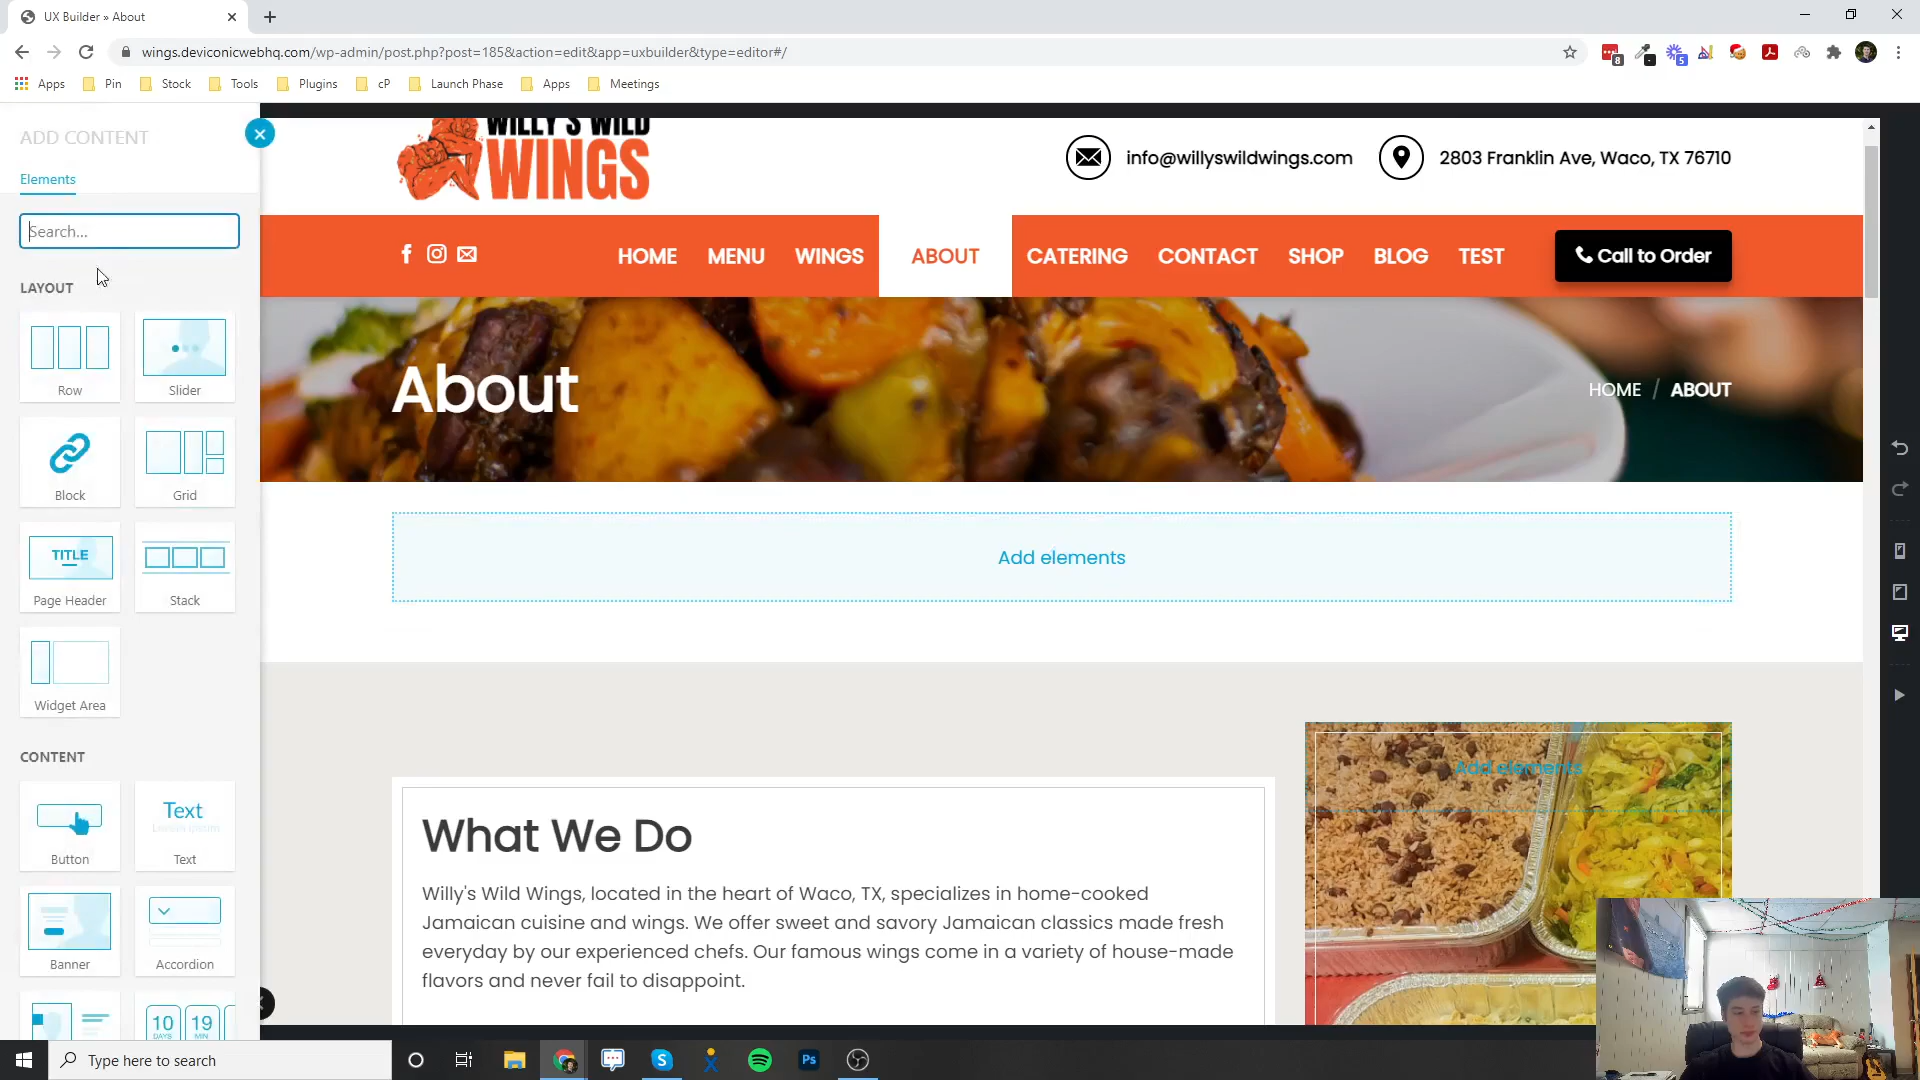 UX Builder » About
wings.deviconicwebhq.com/wp-admin/post.php?post=185&action=edit&app=uxbuilder&type=editor#/
8
5
Apps
Pin
Stock
Tools
Plugins
cP
Launch Phase
Apps
Meetings
ADD CONTENT
Elements
Search...
LAYOUT
Row
Slider
Block
Grid
TITLE
Page Header
Stack
Widget Area
CONTENT
Button
Text
Text
Banner
Accordion
10
DAYS
19
MIN
WILLY'S WILD
WINGS
info@willyswildwings.com
2803 Franklin Ave, Waco, TX 76710
HOME
MENU
WINGS
ABOUT
CATERING
CONTACT
SHOP
BLOG
TEST
Call to Order
About
HOME / ABOUT
Add elements
Add elements
What We Do
Willy's Wild Wings, located in the heart of Waco, TX, specializes in home-cooked
Jamaican cuisine and wings. We offer sweet and savory Jamaican classics made fresh
everyday by our experienced chefs. Our famous wings come in a variety of house-made
flavors and never fail to disappoint.
Type here to search
S
Ps